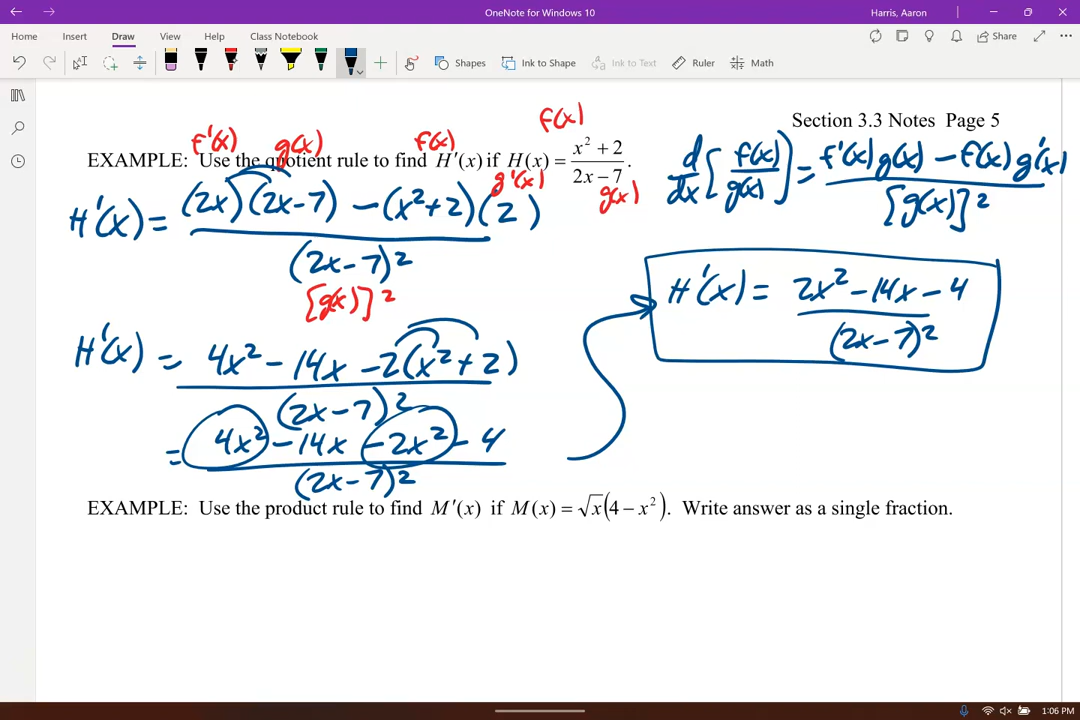 OneNote for Windows 10
Harris, Aaron
Home Insert Draw View Help Class Notebook
Share
Shapes Ink to Shape Ink to Text Ruler Math
Section 3.3 Notes Page 5
f'(x) g(x) f(x) f(x)
EXAMPLE: Use the quotient rule to find H′(x) if H(x) = (x² + 2)/(2x − 7).
g'(x) g(x)
d/dx [f(x)/g(x)] = (f'(x)g(x) − f(x)g'(x))/[g(x)]²
H'(x) = ((2x)(2x−7) − (x²+2)(2))/(2x−7)²
[g(x)]²
H'(x) = (4x² − 14x − 2(x²+2))/(2x−7)²
= (4x² − 14x − 2x² − 4)/(2x−7)²
H'(x) = (2x² − 14x − 4)/(2x−7)²
EXAMPLE: Use the product rule to find M′(x) if M(x) = √x(4 − x²). Write answer as a single fraction.
1:06 PM